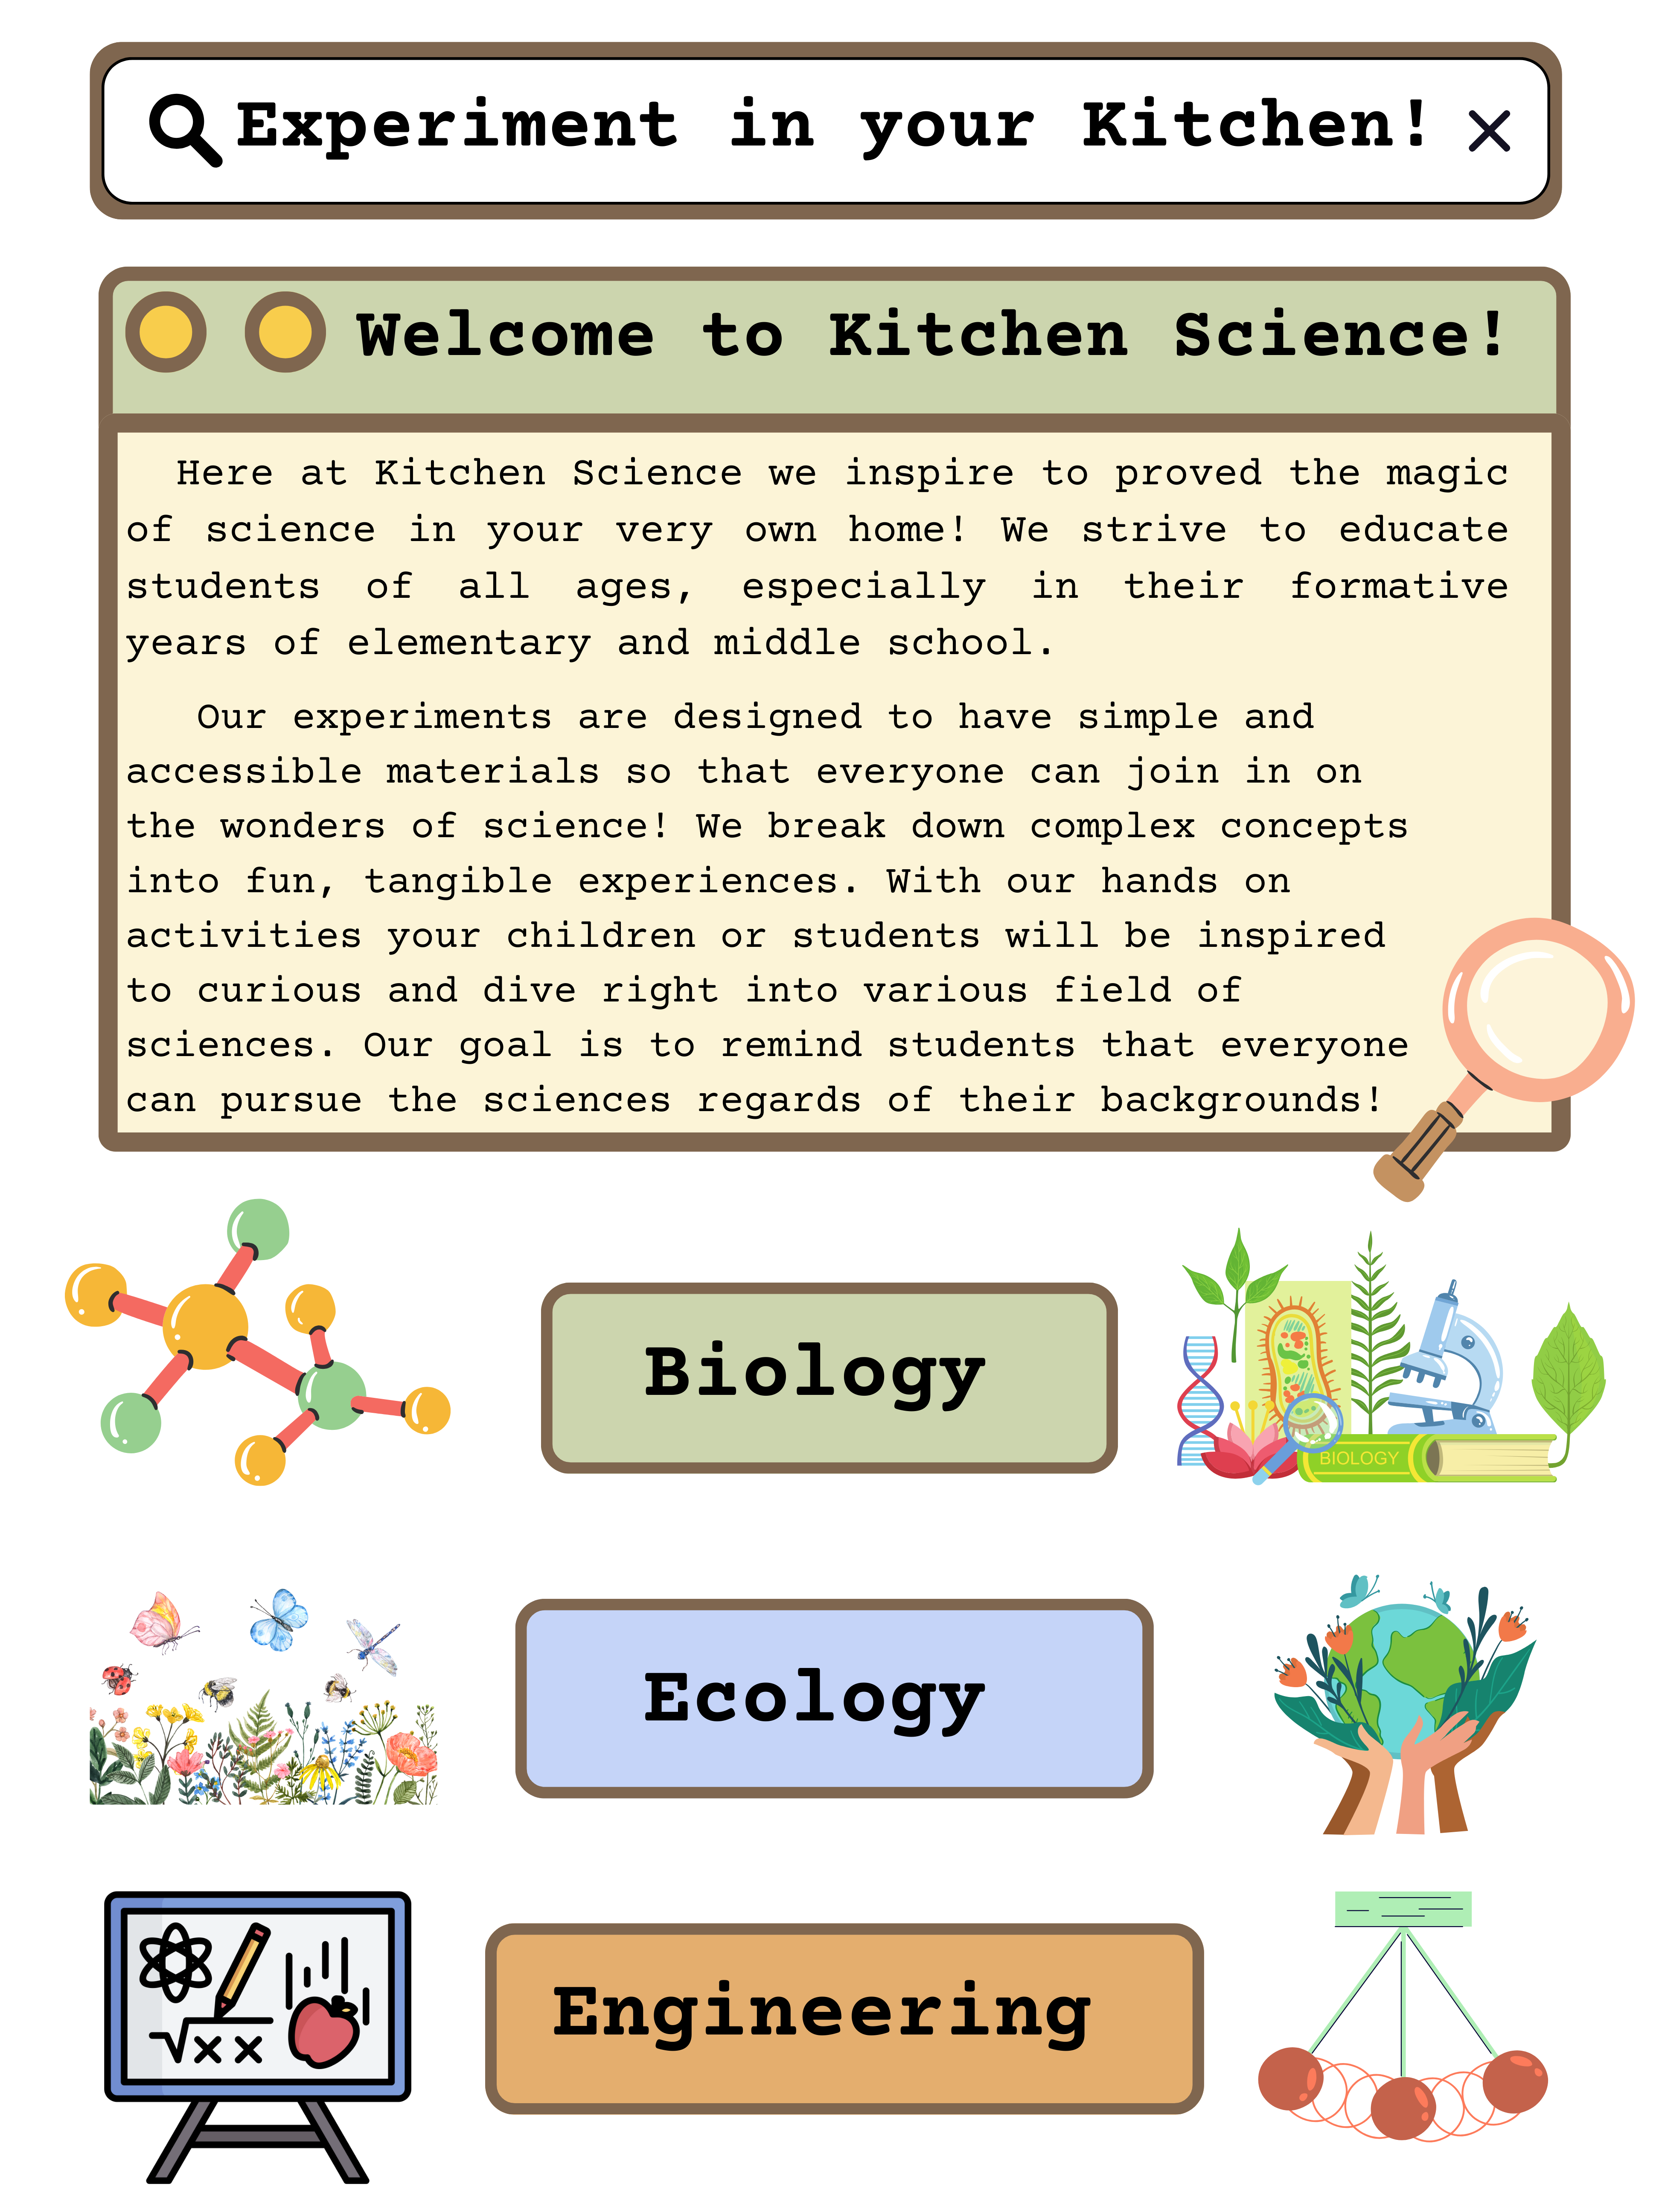 Experiment in your Kitchen!
Welcome to Kitchen Science!
Here at Kitchen Science we inspire to proved the magic
of science in your very own home! We strive to educate
students of all ages, especially in their formative
years of elementary and middle school.
Our experiments are designed to have simple and
accessible materials so that everyone can join in on
the wonders of science! We break down complex concepts
into fun, tangible experiences. With our hands on
activities your children or students will be inspired
to curious and dive right into various field of
sciences. Our goal is to remind students that everyone
can pursue the sciences regards of their backgrounds!
Biology
BIOLOGY
Ecology
Engineering